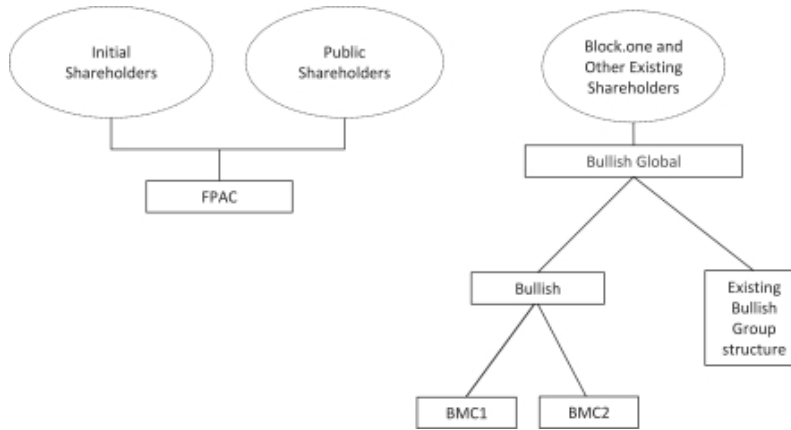 Initial
Shareholders
Public
Shareholders
Block.one and
Other Existing
Shareholders
Bullish Global
FPAC
Bullish
Existing
Bullish
Group
structure
BMC1
BMC2